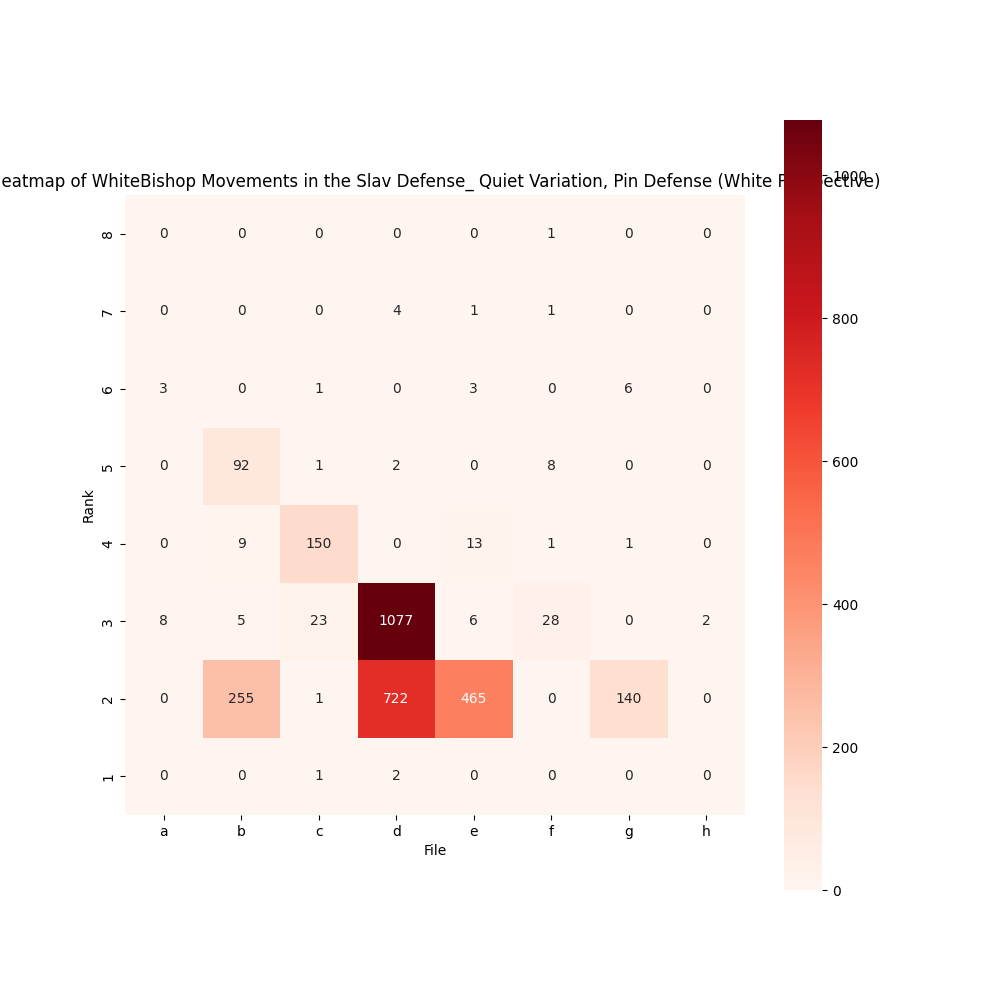 eatmap of WhiteBishop Movements in the Slav Defense_ Quiet Variation, Pin Defense (White
1000
8 0 0 0 0 0 1 0 0
7 0 0 0 4 1 1 0 0
800
6 3 0 1 0 3 0 6 0
600
5 0 92 1 2 0 8 0 0
Rank
4 0 9 150 0 13 1 1 0
400
3 8 5 23 1077 6 28 0 2
2 0 255 1 722 465 0 140 0
200
1 0 0 1 2 0 0 0 0
a b c d e f g h
File
0